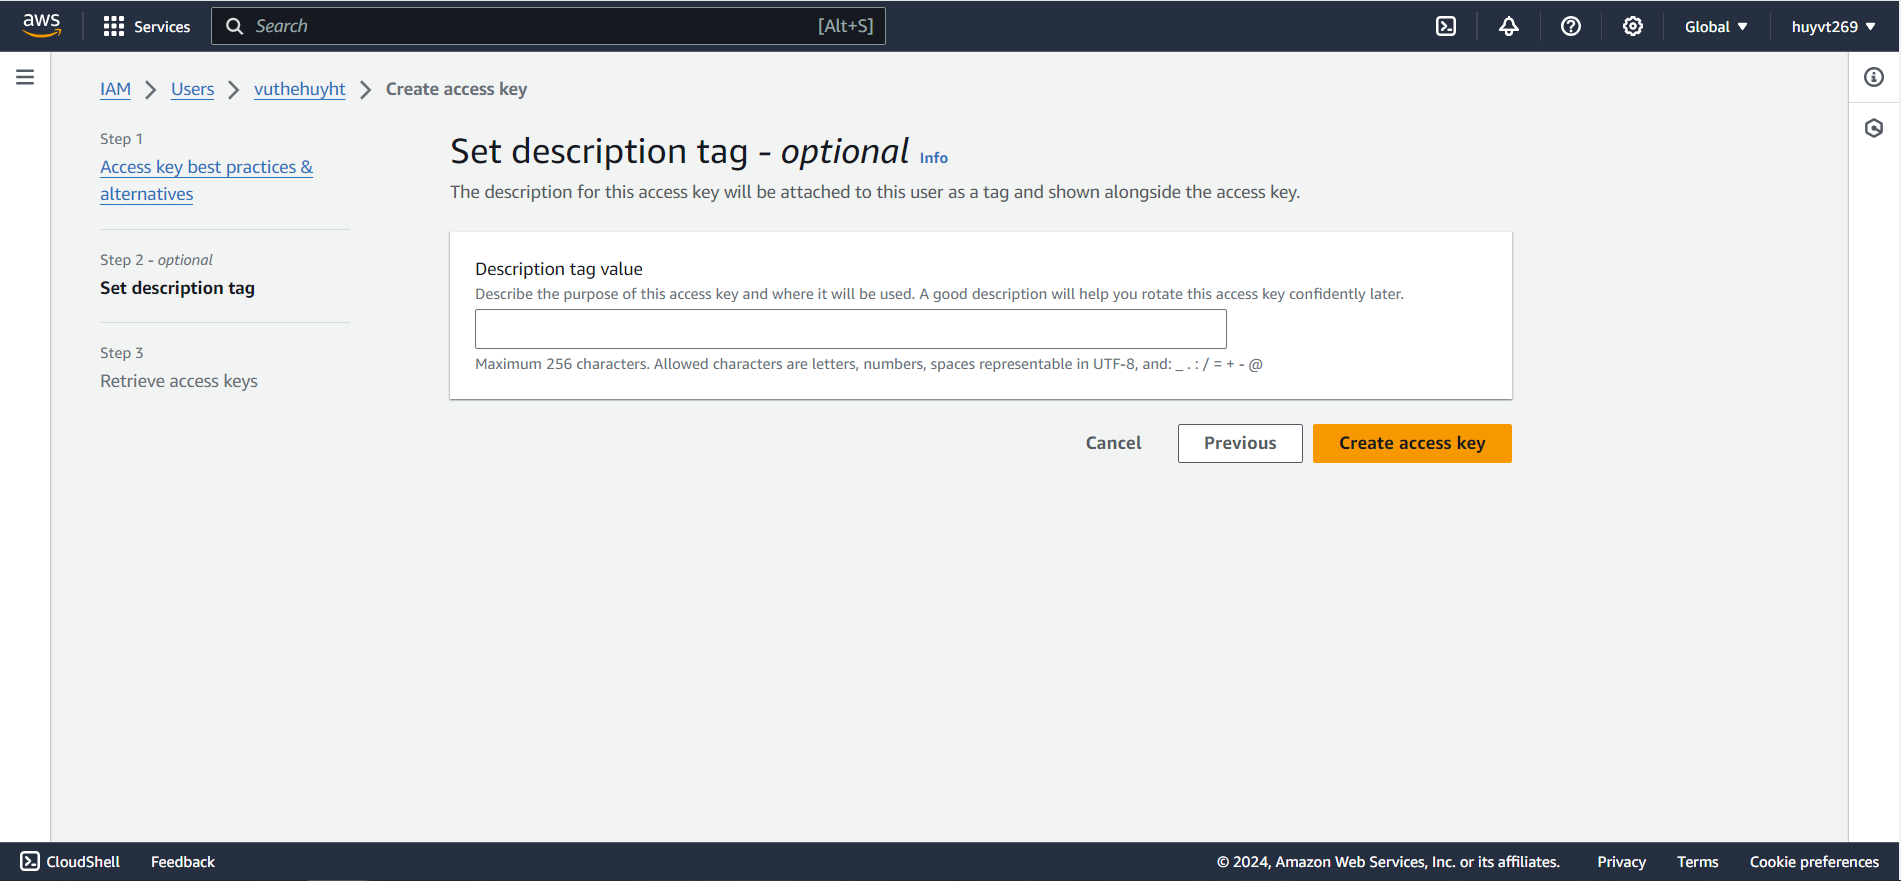 aws
Services
Search [Alt+S]
Global
huyvt269
IAM > Users > vuthehuyht > Create access key
Step 1
Access key best practices &
alternatives
Step 2 - optional
Set description tag
Step 3
Retrieve access keys
Set description tag - optional Info
The description for this access key will be attached to this user as a tag and shown alongside the access key.
Description tag value
Describe the purpose of this access key and where it will be used. A good description will help you rotate this access key confidently later.
Maximum 256 characters. Allowed characters are letters, numbers, spaces representable in UTF-8, and: _ . : / = + - @
Cancel
Previous
Create access key
CloudShell
Feedback
© 2024, Amazon Web Services, Inc. or its affiliates.
Privacy
Terms
Cookie preferences